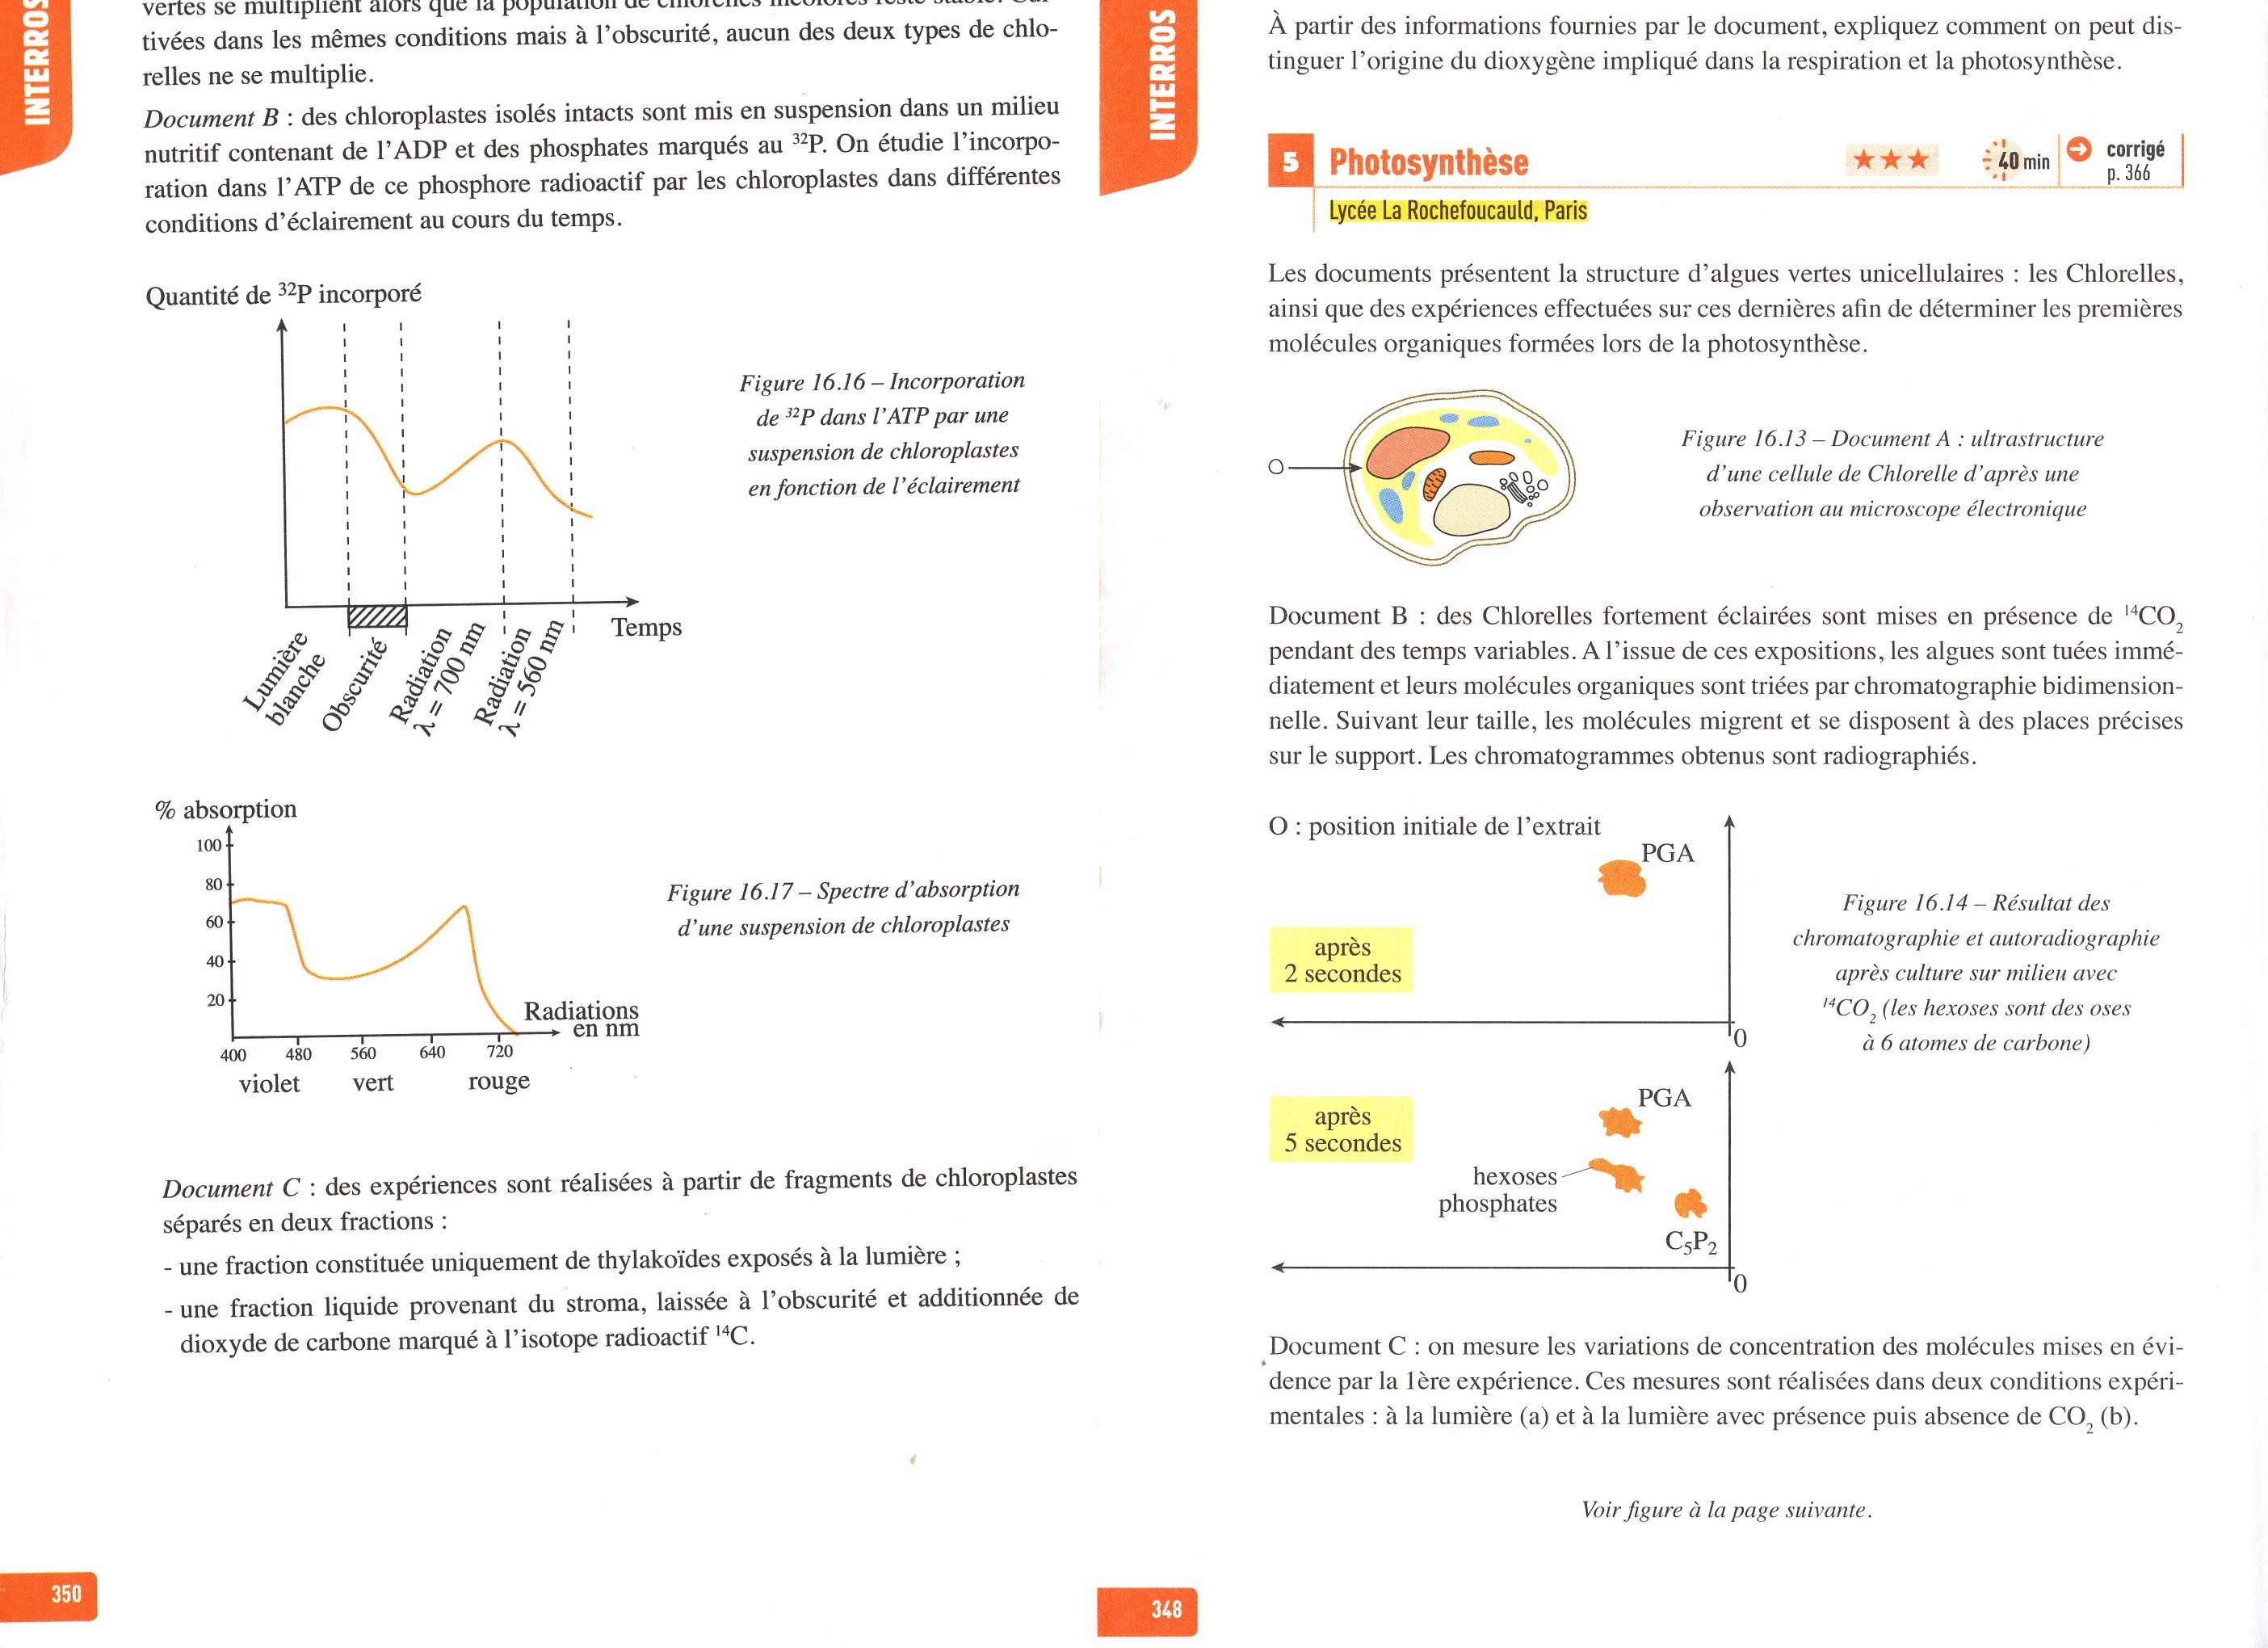 INTERROS
vertes se multiplient alors que la population de chlorelles incolores reste stable. Cul-
tivées dans les mêmes conditions mais à l'obscurité, aucun des deux types de chlo-
relles ne se multiplie.
Document B : des chloroplastes isolés intacts sont mis en suspension dans un milieu
nutritif contenant de l'ADP et des phosphates marqués au ³²P. On étudie l'incorpo-
ration dans l'ATP de ce phosphore radioactif par les chloroplastes dans différentes
conditions d'éclairement au cours du temps.
Quantité de ³²P incorporé
Figure 16.16 – Incorporation
de ³²P dans l'ATP par une
suspension de chloroplastes
en fonction de l'éclairement
Temps
Lumière
blanche
Obscurité
Radiation
λ = 700 nm
Radiation
λ = 560 nm
% absorption
100
80
60
40
20
Figure 16.17 – Spectre d'absorption
d'une suspension de chloroplastes
Radiations
en nm
400 480 560 640 720
violet vert rouge
Document C : des expériences sont réalisées à partir de fragments de chloroplastes
séparés en deux fractions :
- une fraction constituée uniquement de thylakoïdes exposés à la lumière ;
- une fraction liquide provenant du stroma, laissée à l'obscurité et additionnée de
dioxyde de carbone marqué à l'isotope radioactif ¹⁴C.
350
INTERROS
À partir des informations fournies par le document, expliquez comment on peut dis-
tinguer l'origine du dioxygène impliqué dans la respiration et la photosynthèse.
5 Photosynthèse ★★★ 40 min corrigé
p. 366
Lycée La Rochefoucauld, Paris
Les documents présentent la structure d'algues vertes unicellulaires : les Chlorelles,
ainsi que des expériences effectuées sur ces dernières afin de déterminer les premières
molécules organiques formées lors de la photosynthèse.
O
Figure 16.13 – Document A : ultrastructure
d'une cellule de Chlorelle d'après une
observation au microscope électronique
Document B : des Chlorelles fortement éclairées sont mises en présence de ¹⁴CO₂
pendant des temps variables. A l'issue de ces expositions, les algues sont tuées immé-
diatement et leurs molécules organiques sont triées par chromatographie bidimension-
nelle. Suivant leur taille, les molécules migrent et se disposent à des places précises
sur le support. Les chromatogrammes obtenus sont radiographiés.
O : position initiale de l'extrait
PGA
après
2 secondes
0
Figure 16.14 – Résultat des
chromatographie et autoradiographie
après culture sur milieu avec
¹⁴CO₂ (les hexoses sont des oses
à 6 atomes de carbone)
PGA
après
5 secondes
hexoses
phosphates
C₅P₂
0
Document C : on mesure les variations de concentration des molécules mises en évi-
dence par la 1ère expérience. Ces mesures sont réalisées dans deux conditions expéri-
mentales : à la lumière (a) et à la lumière avec présence puis absence de CO₂ (b).
Voir figure à la page suivante.
348